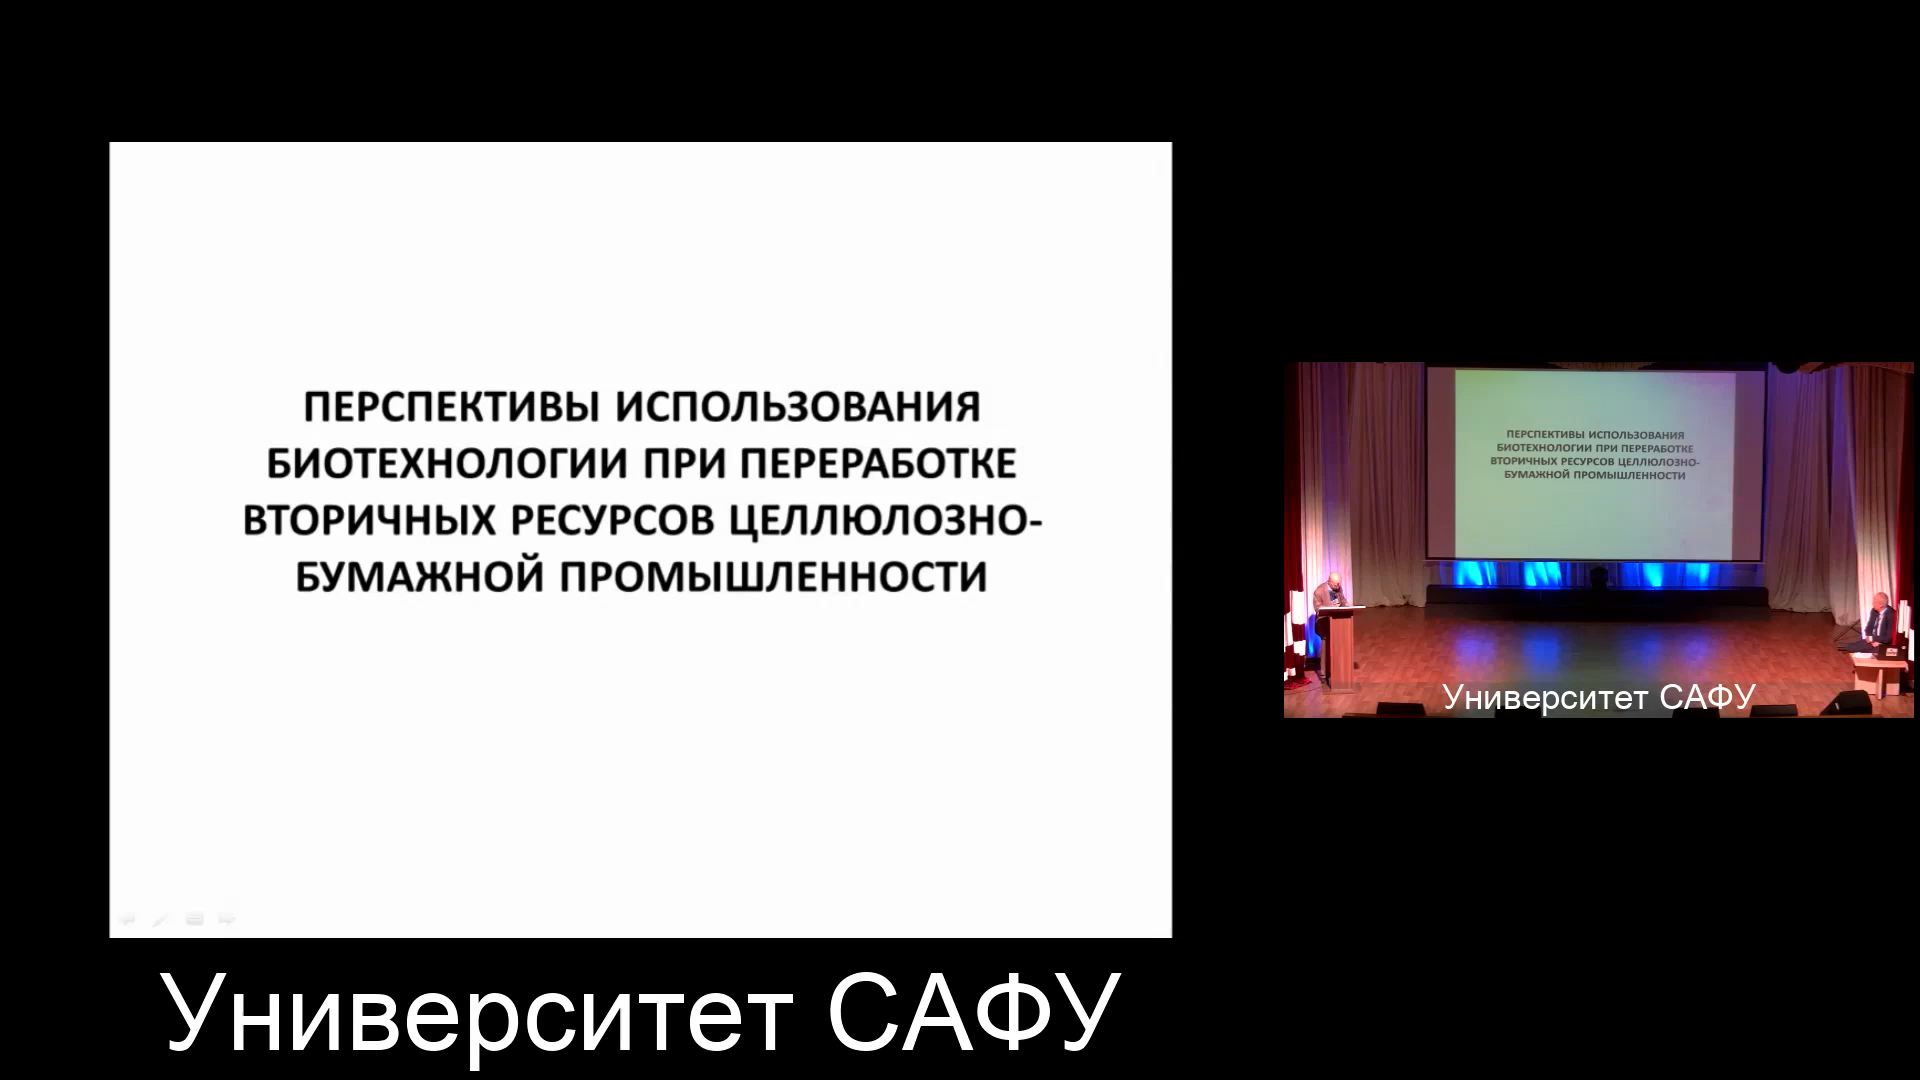 ПЕРСПЕКТИВЫ ИСПОЛЬЗОВАНИЯ
БИОТЕХНОЛОГИИ ПРИ ПЕРЕРАБОТКЕ
ВТОРИЧНЫХ РЕСУРСОВ ЦЕЛЛЮЛОЗНО-
БУМАЖНОЙ ПРОМЫШЛЕННОСТИ
Университет САФУ
ПЕРСПЕКТИВЫ ИСПОЛЬЗОВАНИЯ
БИОТЕХНОЛОГИИ ПРИ ПЕРЕРАБОТКЕ
ВТОРИЧНЫХ РЕСУРСОВ ЦЕЛЛЮЛОЗНО-
БУМАЖНОЙ ПРОМЫШЛЕННОСТИ
Университет САФУ